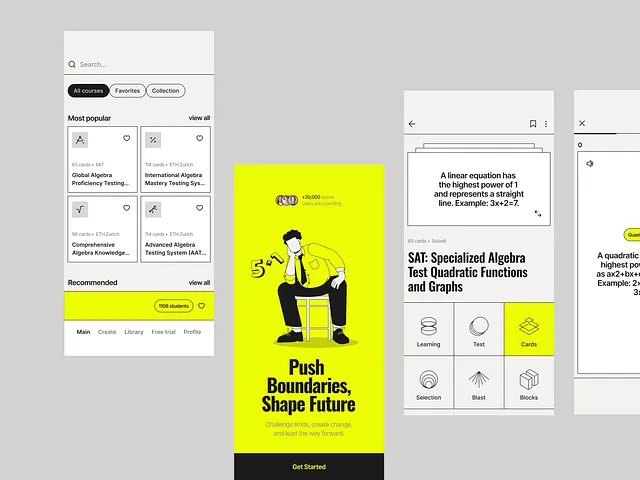 Search...
All courses
Favorites
Collection
Most popular
view all
65 cards • MIT
Global Algebra
Proficiency Testing...
114 cards • ETH Zurich
International Algebra
Mastery Testing Sys...
99 cards • ETH Zurich
Comprehensive
Algebra Knowledge...
114 cards • ETH Zurich
Advanced Algebra
Testing System (AAT...
Recommended
view all
1108 students
Main
Create
Library
Free trial
Profile
+20,000 active
users and counting
Push
Boundaries,
Shape Future
Challenge limits, create change,
and lead the way forward.
Get Started
A linear equation has
the highest power of 1
and represents a straight
line. Example: 3x+2=7.
65 cards • Solvelt
SAT: Specialized Algebra
Test Quadratic Functions
and Graphs
Learning
Test
Cards
Selection
Blast
Blocks
0
Quad
A quadratic
highest pow
as ax2+bx+c
Example: 2x